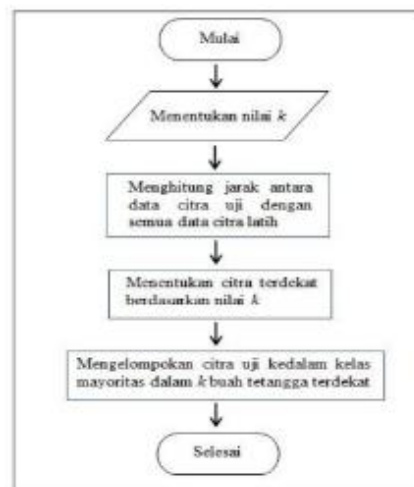 Mulai
Menentukan nilai k
Menghitung jarak antara
data citra uji dengan
semua data citra latih
Menentukan citra terdekat
berdasarkan nilai k
Mengelompokan citra uji kedalam kelas
mayoritas dalam k buah tetangga terdekat
Selesai